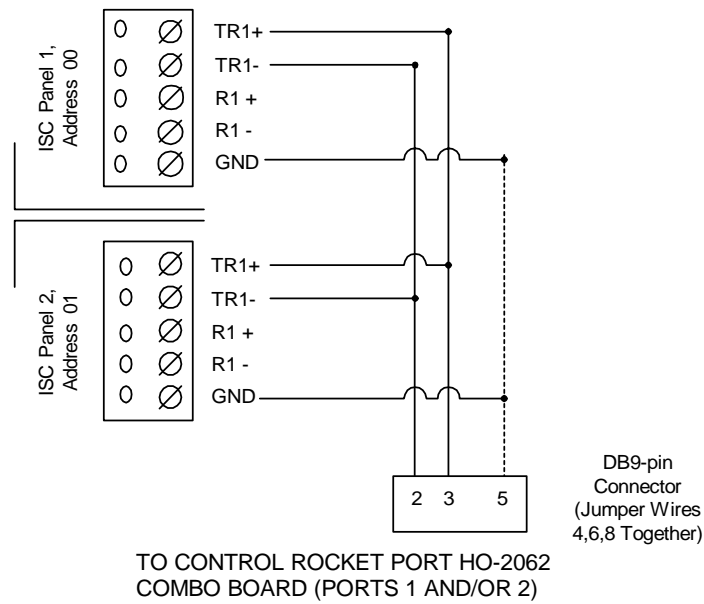 ISC Panel 1,
Address 00
TR1+
TR1-
R1 +
R1 -
GND
ISC Panel 2,
Address 01
TR1+
TR1-
R1 +
R1 -
GND
2 3 5
DB9-pin
Connector
(Jumper Wires
4,6,8 Together)
TO CONTROL ROCKET PORT HO-2062
COMBO BOARD (PORTS 1 AND/OR 2)